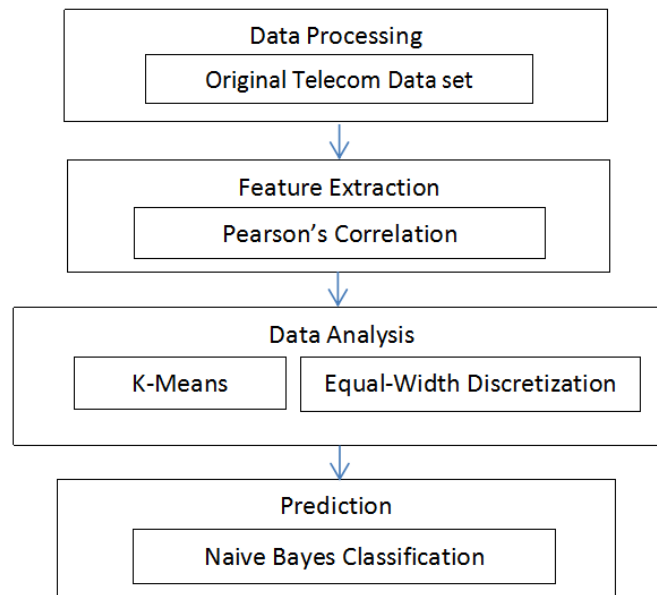 Data Processing
Original Telecom Data set
Feature Extraction
Pearson’s Correlation
Data Analysis
K-Means
Equal-Width Discretization
Prediction
Naive Bayes Classification